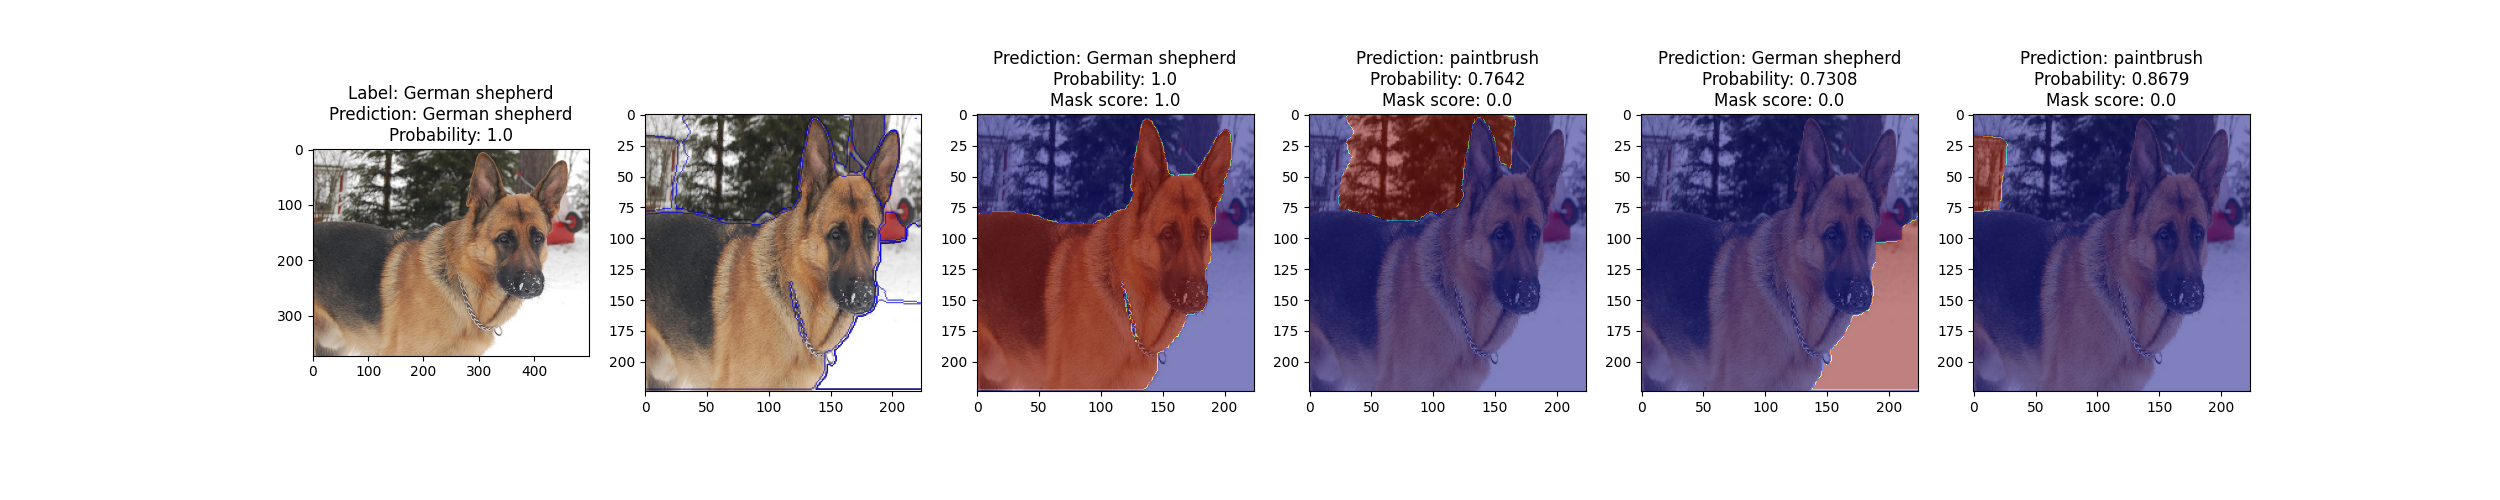 Label: German shepherd
Prediction: German shepherd
Probability: 1.0
0
100
200
300
0 100 200 300 400
0
25
50
75
100
125
150
175
200
0 50 100 150 200
Prediction: German shepherd
Probability: 1.0
Mask score: 1.0
0
25
50
75
100
125
150
175
200
0 50 100 150 200
Prediction: paintbrush
Probability: 0.7642
Mask score: 0.0
0
25
50
75
100
125
150
175
200
0 50 100 150 200
Prediction: German shepherd
Probability: 0.7308
Mask score: 0.0
0
25
50
75
100
125
150
175
200
0 50 100 150 200
Prediction: paintbrush
Probability: 0.8679
Mask score: 0.0
0
25
50
75
100
125
150
175
200
0 50 100 150 200